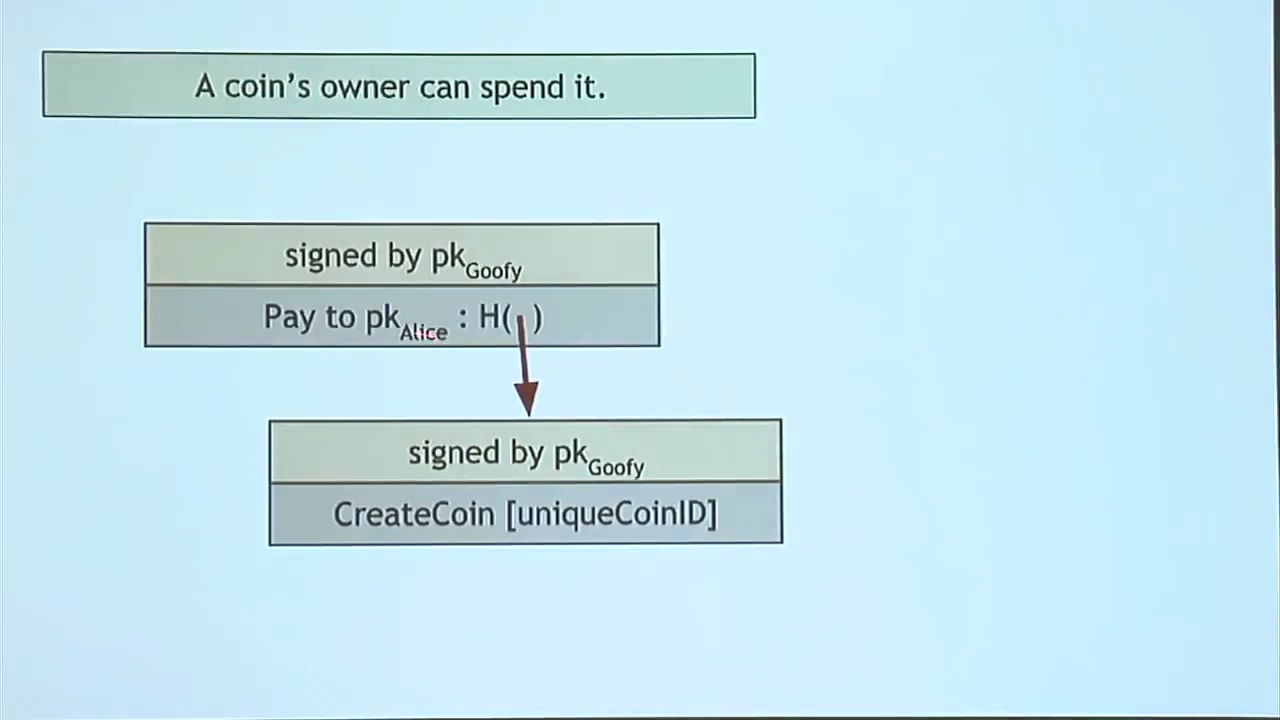 A coin’s owner can spend it.
signed by pkGoofy
Pay to pkAlice : H( )
signed by pkGoofy
CreateCoin [uniqueCoinID]